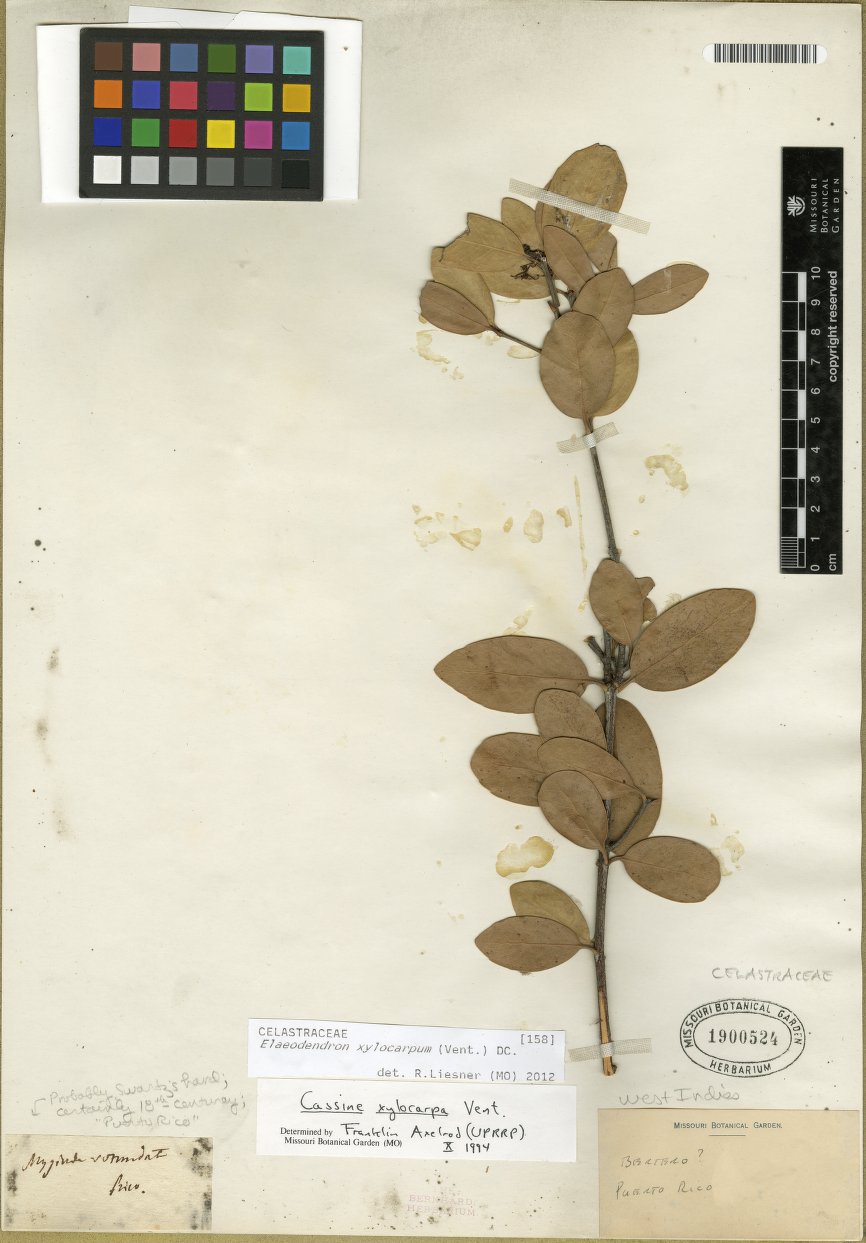 MISSOURI
BOTANICAL
GARDEN
copyright reserved
10
9
8
7
6
5
4
3
2
1
0
cm
CELASTRACEAE
MISSOURI BOTANICAL GARDEN
1900524
HERBARIUM
CELASTRACEAE [158]
Elaeodendron xylocarpum (Vent.) DC.
det. R.Liesner (MO) 2012
Probably Swartz's hand;
certainly 18th century;
"Puerty Rico"
Cassine xylocarpa Vent.
Determined by Franklin Axelrod (UPRRP)
Missouri Botanical Garden (MO) X 1994
West Indies
MISSOURI BOTANICAL GARDEN.
Bertero?
Puerto Rico
Rico.
BERNHARDI
HERBARIUM